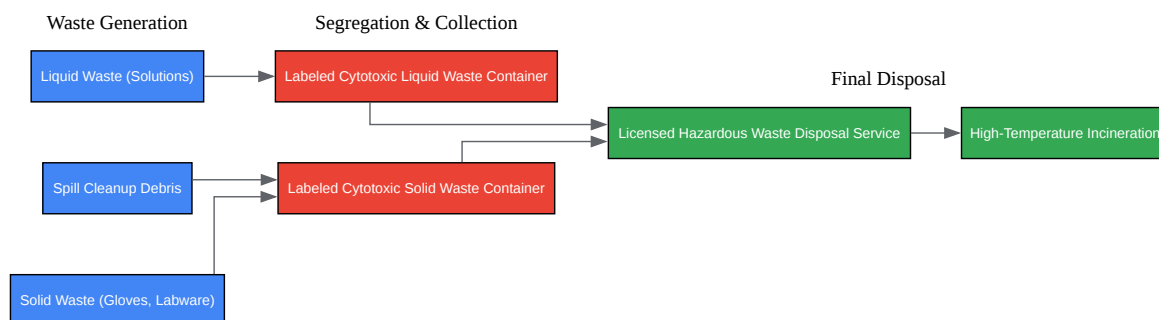 Waste Generation
Segregation & Collection
Liquid Waste (Solutions)
Labeled Cytotoxic Liquid Waste Container
Final Disposal
Licensed Hazardous Waste Disposal Service
High-Temperature Incineration
Spill Cleanup Debris
Labeled Cytotoxic Solid Waste Container
Solid Waste (Gloves, Labware)